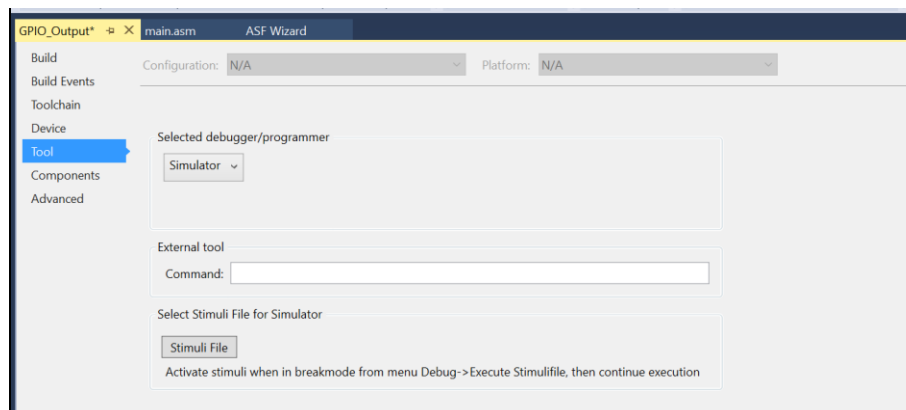 GPIO_Output* main.asm ASF Wizard
Build
Build Events
Toolchain
Device
Tool
Components
Advanced
Configuration: N/A Platform: N/A
Selected debugger/programmer
Simulator
External tool
Command:
Select Stimuli File for Simulator
Stimuli File
Activate stimuli when in breakmode from menu Debug->Execute Stimulifile, then continue execution